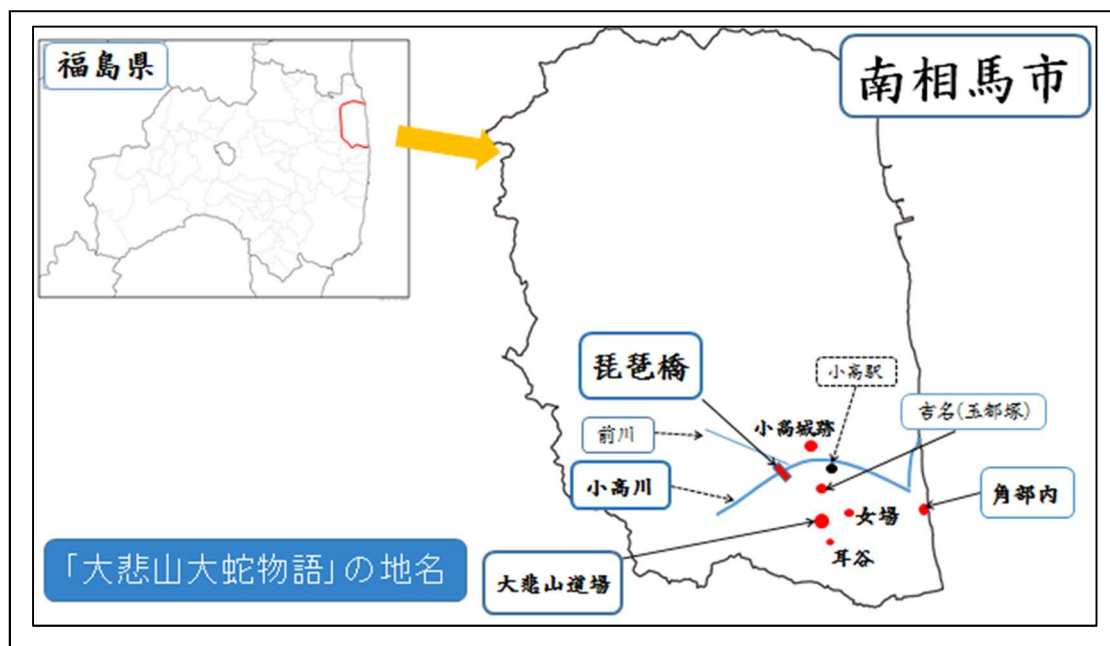 福島県
南相馬市
琵琶橋
小高駅
吉名(玉都塚)
小高城跡
前川
小高川
角部内
女場
耳谷
大悲山道場
「大悲山大蛇物語」の地名